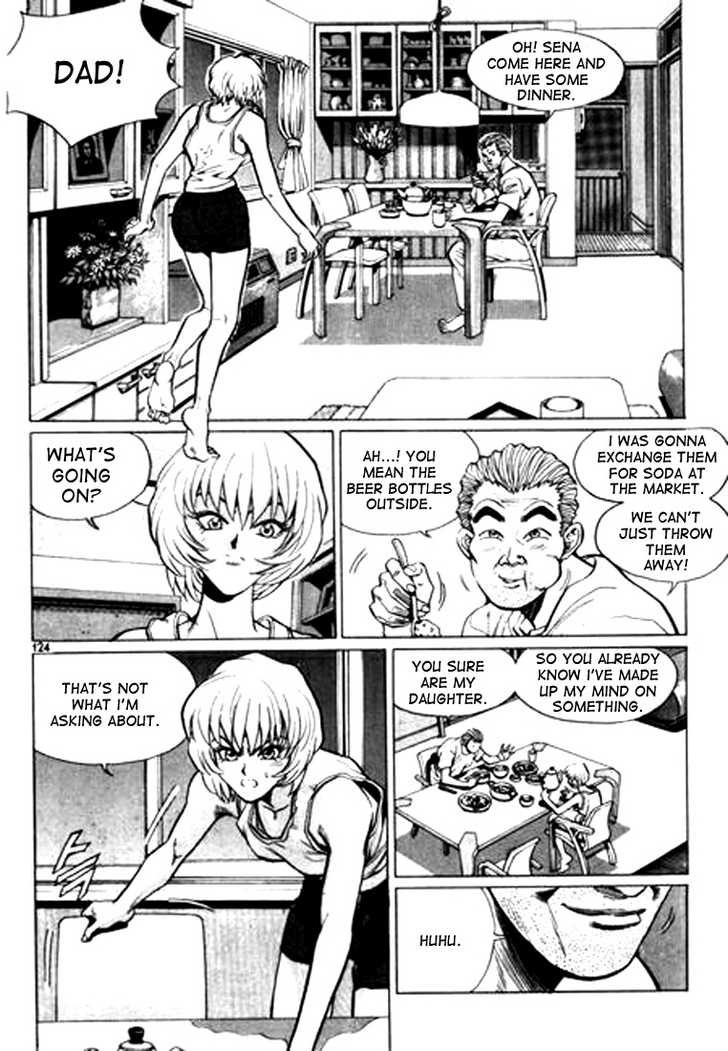 DAD!
OH! SENA
COME HERE AND
HAVE SOME
DINNER.
WHAT'S
GOING
ON?
AH...! YOU
MEAN THE
BEER BOTTLES
OUTSIDE.
I WAS GONNA
EXCHANGE THEM
FOR SODA AT
THE MARKET.
WE CAN'T
JUST THROW
THEM
AWAY!
124
THAT'S NOT
WHAT I'M
ASKING ABOUT.
YOU SURE
ARE MY
DAUGHTER.
SO YOU ALREADY
KNOW I'VE MADE
UP MY MIND ON
SOMETHING.
HUHU.